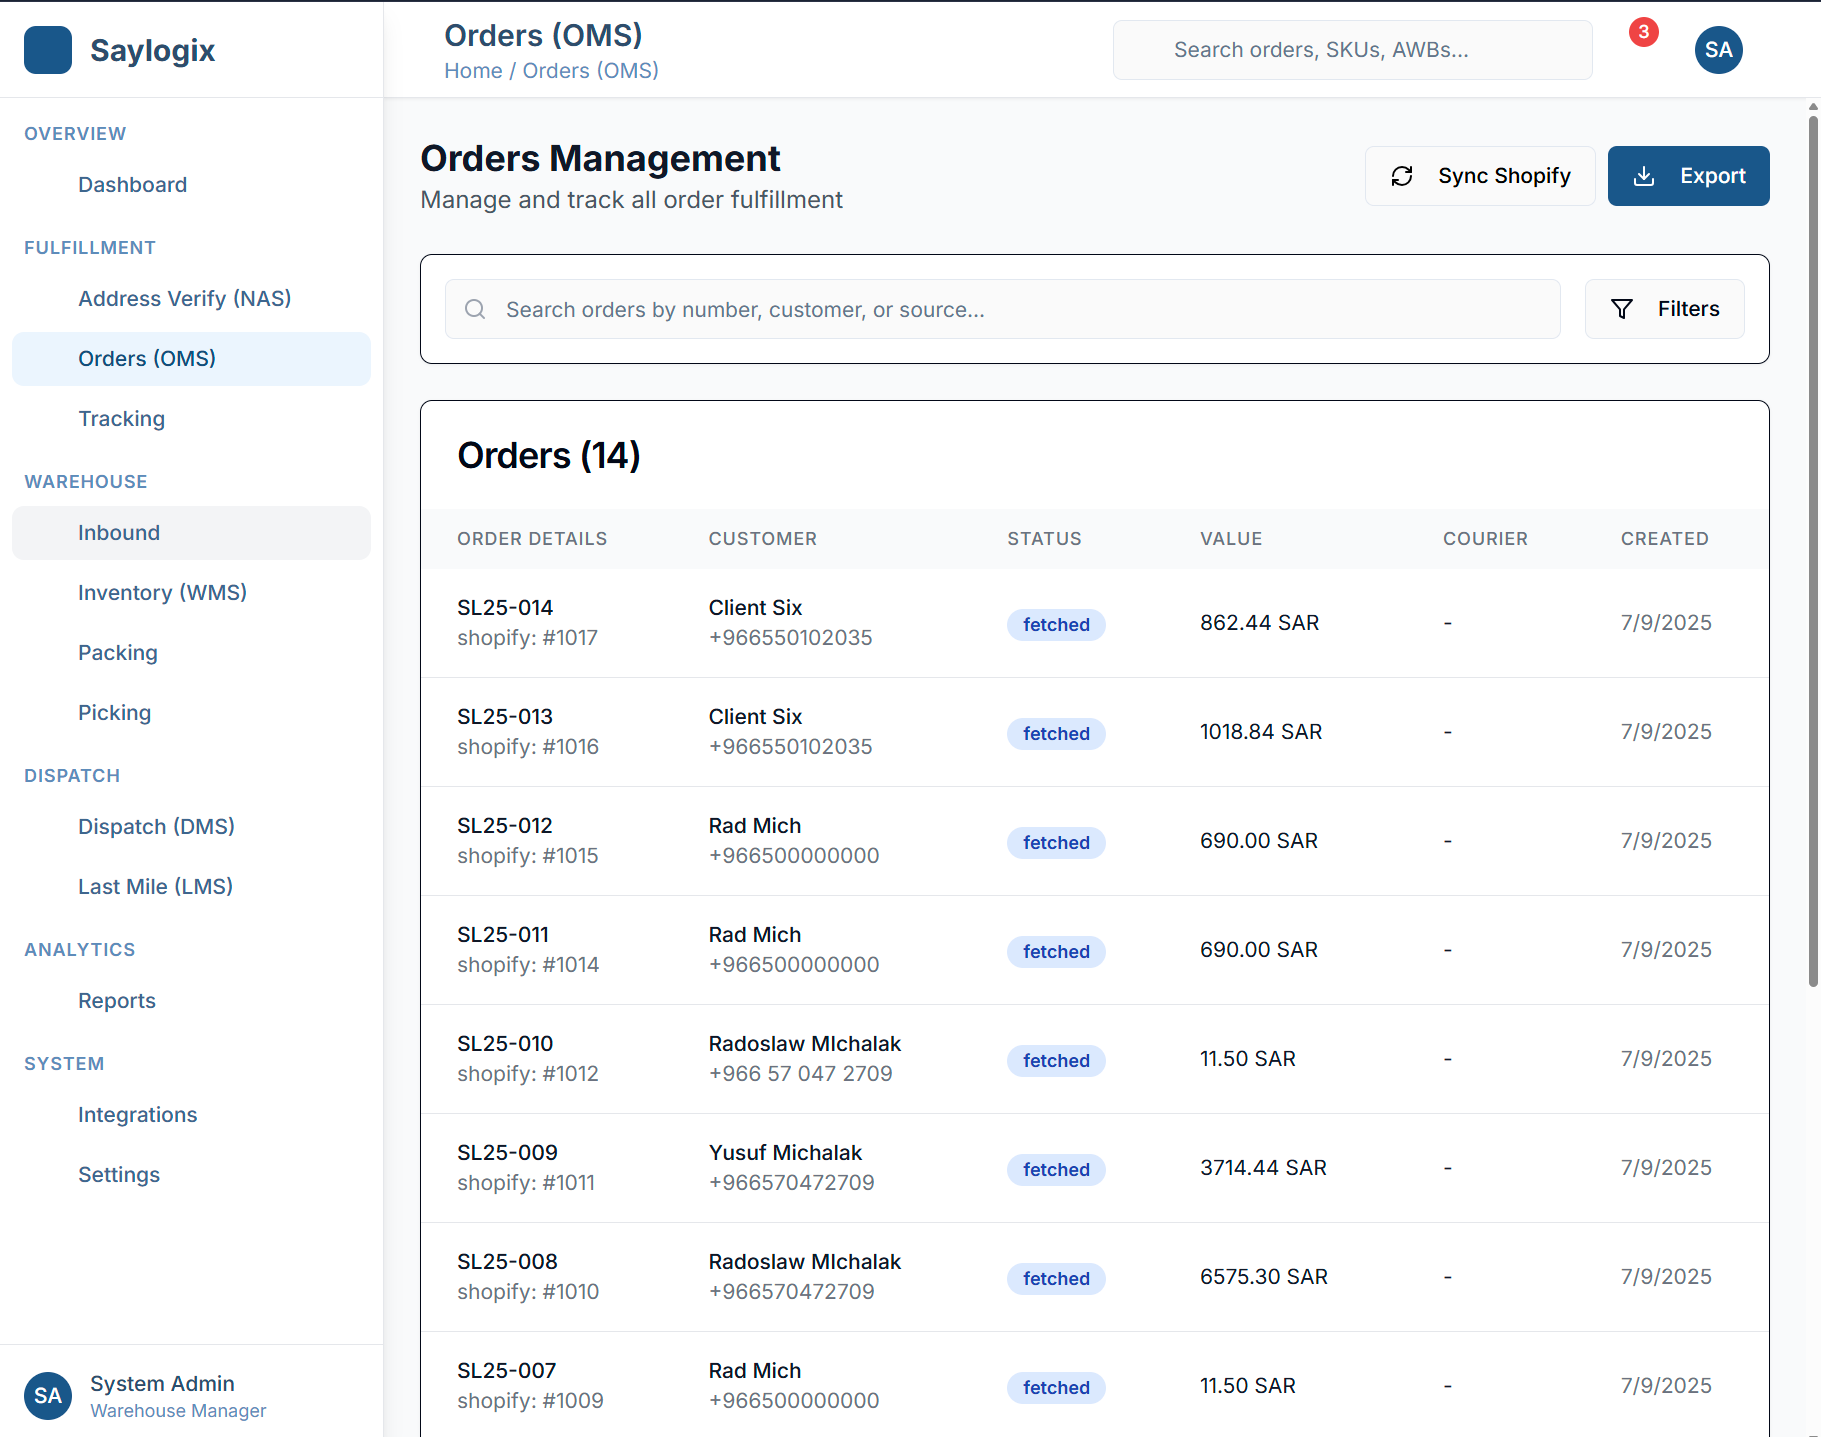 Saylogix
OVERVIEW
Dashboard
FULFILLMENT
Address Verify (NAS)
Orders (OMS)
Tracking
WAREHOUSE
Inbound
Inventory (WMS)
Packing
Picking
DISPATCH
Dispatch (DMS)
Last Mile (LMS)
ANALYTICS
Reports
SYSTEM
Integrations
Settings
SA
System Admin
Warehouse Manager
Orders (OMS)
Home / Orders (OMS)
Search orders, SKUs, AWBs...
3
SA
Orders Management
Manage and track all order fulfillment
Sync Shopify
Export
Search orders by number, customer, or source...
Filters
Orders (14)
ORDER DETAILS CUSTOMER STATUS VALUE COURIER CREATED
SL25-014 Client Six
shopify: #1017 +966550102035 fetched 862.44 SAR - 7/9/2025
SL25-013 Client Six
shopify: #1016 +966550102035 fetched 1018.84 SAR - 7/9/2025
SL25-012 Rad Mich
shopify: #1015 +966500000000 fetched 690.00 SAR - 7/9/2025
SL25-011 Rad Mich
shopify: #1014 +966500000000 fetched 690.00 SAR - 7/9/2025
SL25-010 Radoslaw MIchalak
shopify: #1012 +966 57 047 2709 fetched 11.50 SAR - 7/9/2025
SL25-009 Yusuf Michalak
shopify: #1011 +966570472709 fetched 3714.44 SAR - 7/9/2025
SL25-008 Radoslaw MIchalak
shopify: #1010 +966570472709 fetched 6575.30 SAR - 7/9/2025
SL25-007 Rad Mich
shopify: #1009 +966500000000 fetched 11.50 SAR - 7/9/2025